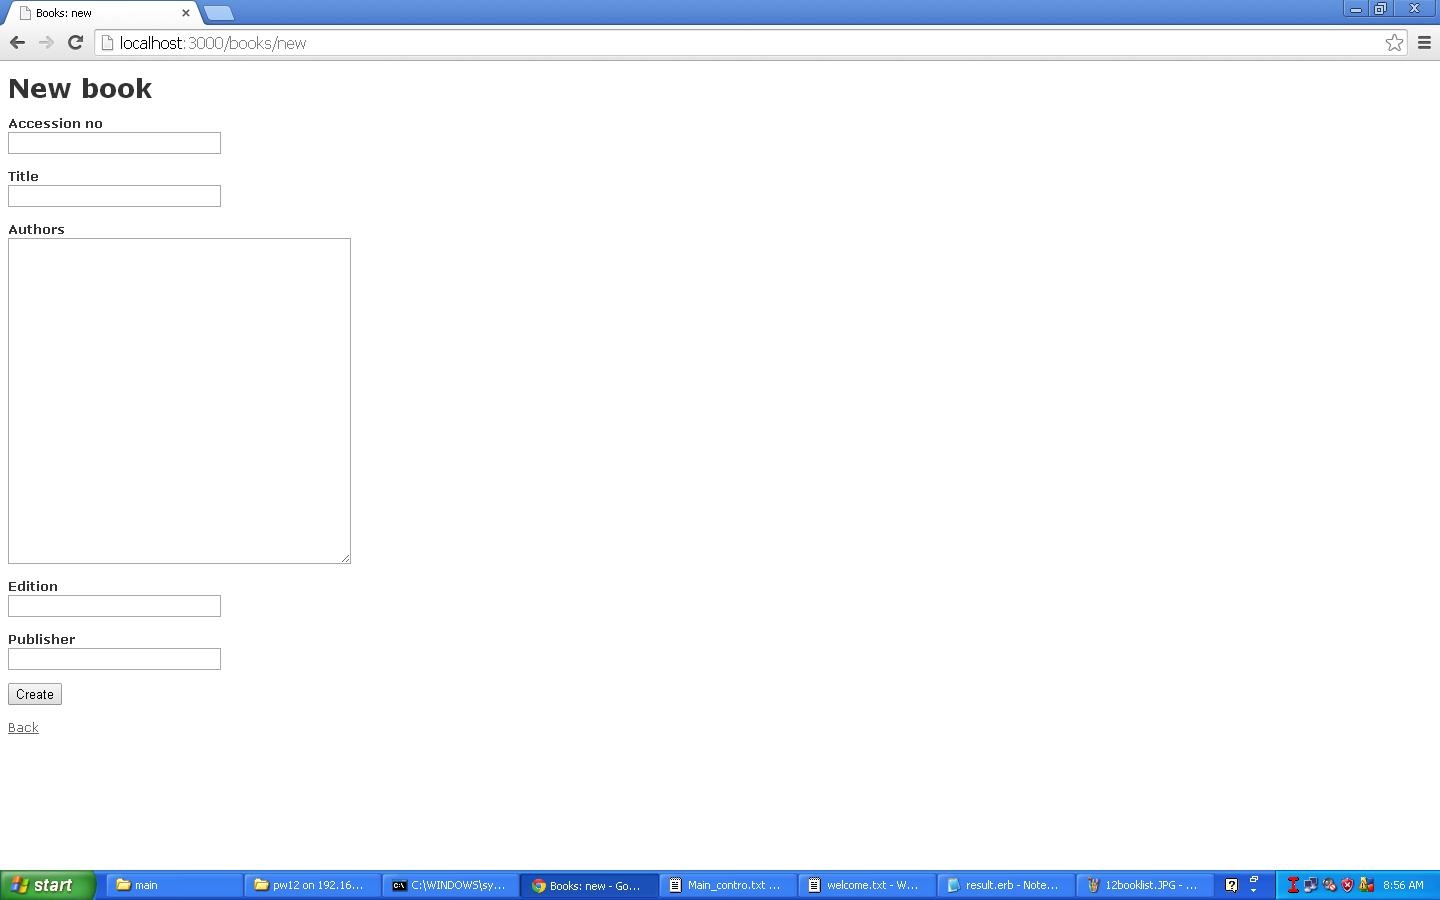 Books: new
localhost:3000/books/new
New book
Accession no
Title
Authors
Edition
Publisher
Create
Back
start
main
pw12 on 192.16...
C:\WINDOWS\sy...
Books: new - Go...
Main_contro.txt ...
welcome.txt - W...
result.erb - Note...
12booklist.JPG - ...
8:56 AM